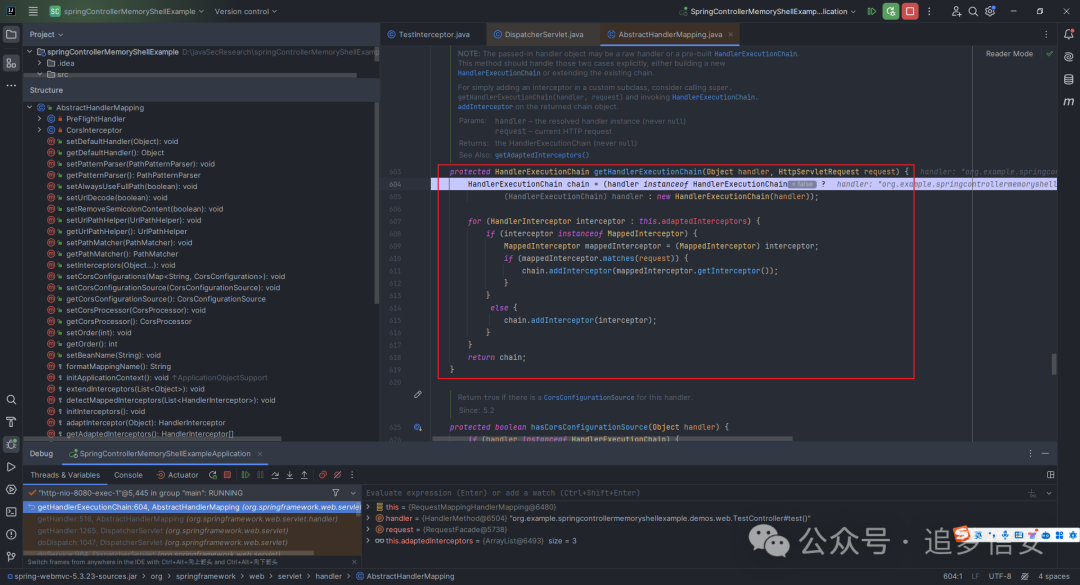 SC springControllerMemoryShellExample Version control SpringControllerMemoryShellExamp...lication
Project
springControllerMemoryShellExample D:\javaSecResearch\springControllerMemoryShellExamp
.idea
src
Structure
AbstractHandlerMapping
PreFlightHandler
CorsInterceptor
setDefaultHandler(Object): void
getDefaultHandler(): Object
setPatternParser(PathPatternParser): void
getPatternParser(): PathPatternParser
setAlwaysUseFullPath(boolean): void
setUrlDecode(boolean): void
setRemoveSemicolonContent(boolean): void
setUrlPathHelper(UrlPathHelper): void
getUrlPathHelper(): UrlPathHelper
setPathMatcher(PathMatcher): void
getPathMatcher(): PathMatcher
setInterceptors(Object...): void
setCorsConfigurations(Map<String, CorsConfiguration>): void
setCorsConfigurationSource(CorsConfigurationSource): void
getCorsConfigurationSource(): CorsConfigurationSource
setCorsProcessor(CorsProcessor): void
getCorsProcessor(): CorsProcessor
setOrder(int): void
getOrder(): int
setBeanName(String): void
formatMappingName(): String
initApplicationContext(): void ↑ApplicationObjectSupport
extendInterceptors(List<Object>): void
detectMappedInterceptors(List<HandlerInterceptor>): void
initInterceptors(): void
adaptInterceptor(Object): HandlerInterceptor
getAdaptedInterceptors(): HandlerInterceptor[]
TestInterceptor.java DispatcherServlet.java AbstractHandlerMapping.java
Reader Mode
NOTE: The passed-in handler object may be a raw handler or a pre-built HandlerExecutionChain
This method should handle those two cases explicitly, either building a new
HandlerExecutionChain or extending the existing chain.
For simply adding an interceptor in a custom subclass, consider calling super.
getHandlerExecutionChain(handler, request) and invoking HandlerExecutionChain.
addInterceptor on the returned chain object.
Params: handler – the resolved handler instance (never null)
request – current HTTP request
Returns: the HandlerExecutionChain (never null)
See Also: getAdaptedInterceptors()
603 protected HandlerExecutionChain getHandlerExecutionChain(Object handler, HttpServletRequest request) { handler: "org.example.springco
604 HandlerExecutionChain chain = (handler instanceof HandlerExecutionChain ? handler: "org.example.springcontrollermemoryshell
605 (HandlerExecutionChain) handler : new HandlerExecutionChain(handler));
606
607 for (HandlerInterceptor interceptor : this.adaptedInterceptors) {
608 if (interceptor instanceof MappedInterceptor) {
609 MappedInterceptor mappedInterceptor = (MappedInterceptor) interceptor;
610 if (mappedInterceptor.matches(request)) {
611 chain.addInterceptor(mappedInterceptor.getInterceptor());
612 }
613 }
614 else {
615 chain.addInterceptor(interceptor);
616 }
617 }
618 return chain;
619 }
620
Return true if there is a CorsConfigurationSource for this handler.
Since: 5.2
625 protected boolean hasCorsConfigurationSource(Object handler) {
626 if (handler instanceof HandlerExecutionChain) {
Debug SpringControllerMemoryShellExampleApplication
Threads & Variables Console Actuator
"http-nio-8080-exec-1"@5,445 in group "main": RUNNING
getHandlerExecutionChain:604, AbstractHandlerMapping (org.springframework.web.servlet
getHandler:516, AbstractHandlerMapping (org.springframework.web.servlet.handler)
getHandler:1265, DispatcherServlet (org.springframework.web.servlet)
doDispatch:1047, DispatcherServlet (org.springframework.web.servlet)
Switch frames from anywhere in the IDE with Ctrl+Alt+向上箭头 and Ctrl+Alt+向下箭头
Evaluate expression (Enter) or add a watch (Ctrl+Shift+Enter)
this = {RequestMappingHandlerMapping@6480}
handler = {HandlerMethod@6504} "org.example.springcontrollermemoryshellexample.demos.web.TestController#test()"
request = {RequestFacade@5738}
this.adaptedInterceptors = {ArrayList@6493} size = 3
公众号 · 追多信安
spring-webmvc-5.3.23-sources.jar org springframework web servlet handler AbstractHandlerMapping 604:1 LF UTF-8 4 spaces